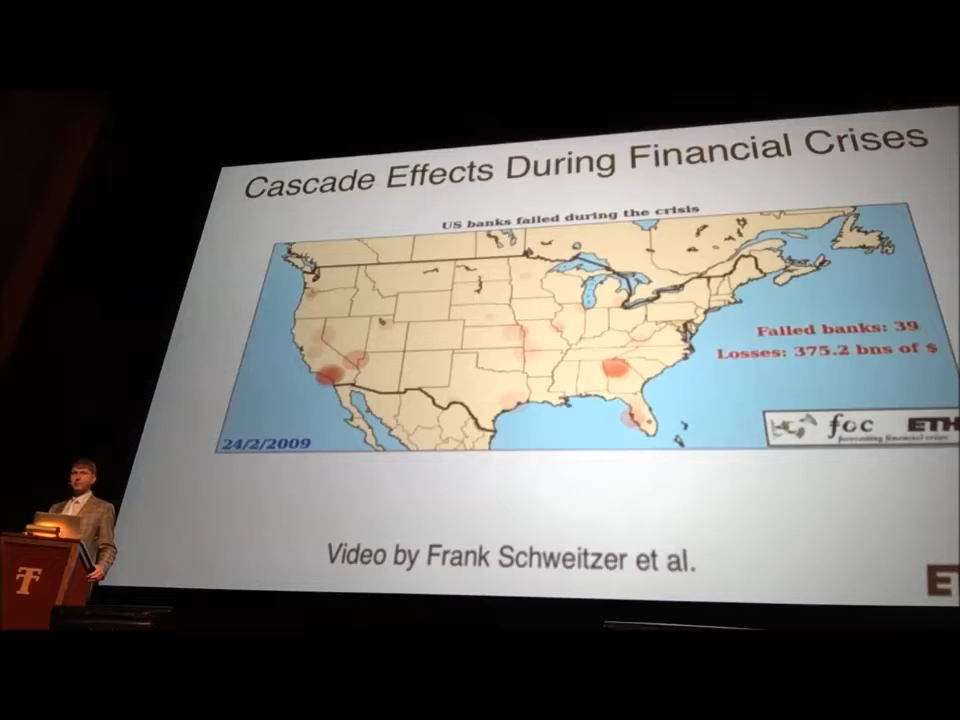 Cascade Effects During Financial Crises
US banks failed during the crisis
Failed banks: 39
Losses: 375.2 bns of $
foc
ETH
forecasting financial crises
24/2/2009
Video by Frank Schweitzer et al.
E
T